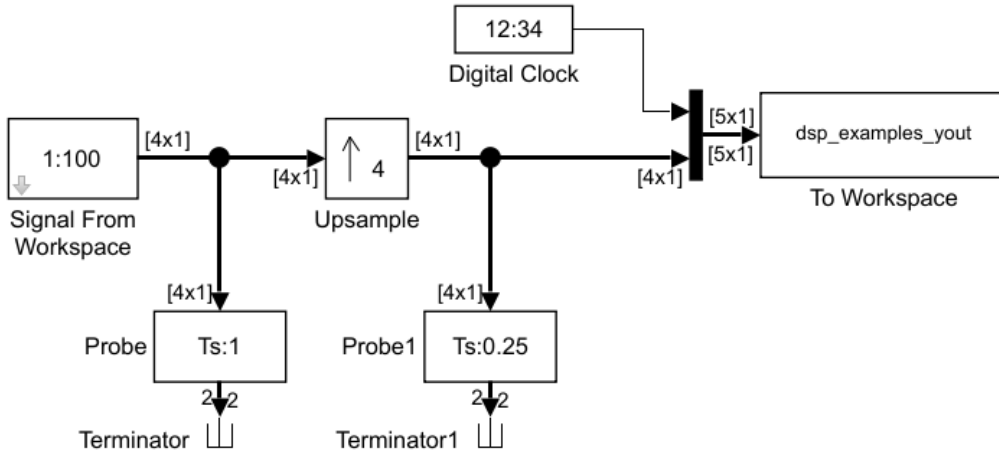 12:34
Digital Clock
[4x1]
[4x1]
[5x1]
1:100
4
dsp_examples_yout
[4x1]
[4x1]
[5x1]
Signal From
Workspace
Upsample
To Workspace
[4x1]
[4x1]
Probe
Ts:1
Probe1
Ts:0.25
2
2
2
2
Terminator
Terminator1